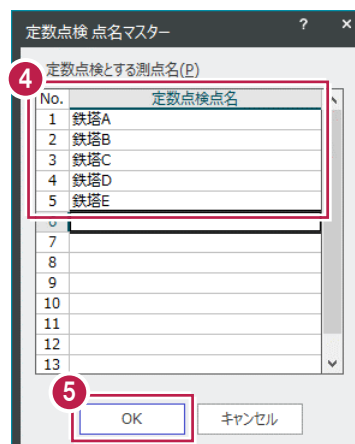 定数点検 点名マスター ? ×
4
定数点検とする測点名(P)
No. 定数点検点名
1 鉄塔A
2 鉄塔B
3 鉄塔C
4 鉄塔D
5 鉄塔E
6
7
8
9
10
11
12
13
5
OK キャンセル